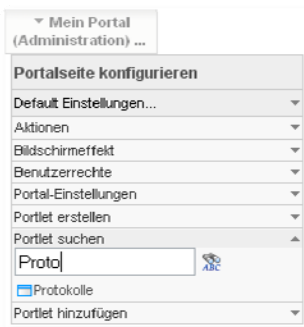 Mein Portal
(Administration) ...
Portalseite konfigurieren
Default Einstellungen...
Aktionen
Bildschirmeffekt
Benutzerrechte
Portal-Einstellungen
Portlet erstellen
Portlet suchen
Proto
ABC
Protokolle
Portlet hinzufügen